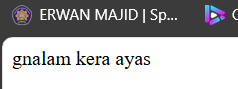 ERWAN MAJID | Sp...
gnalam kera ayas